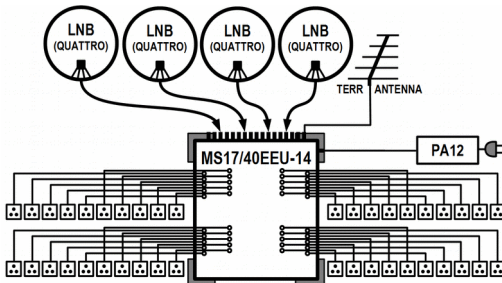 LNB
(QUATTRO)
LNB
(QUATTRO)
LNB
(QUATTRO)
LNB
(QUATTRO)
TERR ANTENNA
MS17/40EEU-14
PA12